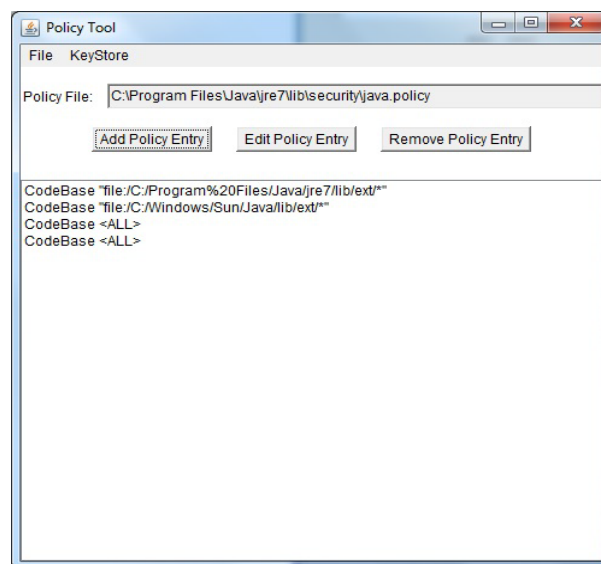 Policy Tool
File KeyStore
Policy File: C:\Program Files\Java\jre7\lib\security\java.policy
Add Policy Entry Edit Policy Entry Remove Policy Entry
CodeBase "file:/C:/Program%20Files/Java/jre7/lib/ext/*"
CodeBase "file:/C:/Windows/Sun/Java/lib/ext/*"
CodeBase <ALL>
CodeBase <ALL>